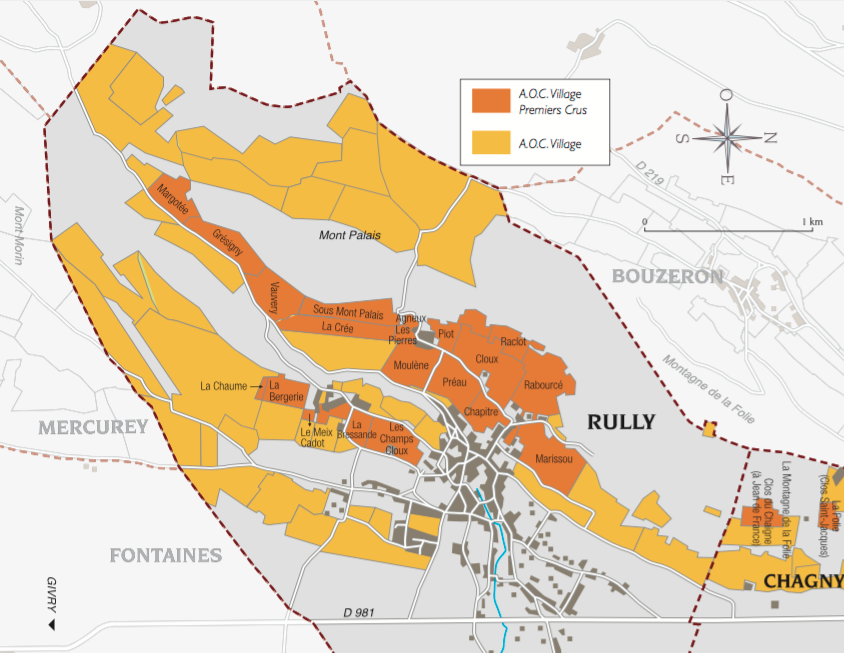 A.O.C. Village
Premiers Crus
A.O.C. Village
O
S
N
E
D 219
0
1 km
BOUZERON
Montagne de la Folie
Mont Morin
Margotée
Grésigny
Mont Palais
Vauvery
Sous Mont Palais
La Crée
Agneux
Les
Pierres
Piot
Raclot
Cloux
Moulène
Préau
Rabourcé
Chapitre
La Chaume
La
Bergerie
Le Meix
Cadot
La
Bressande
Les
Champs
Cloux
RULLY
Marissou
MERCUREY
FONTAINES
GIVRY
D 981
La Montagne de la Folie
Clos du Chaigne
(à Jean de France)
La Folie
(Clos Saint-Jacques)
CHAGNY